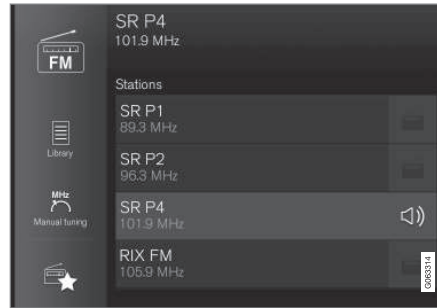 SR P4
101.9 MHz
FM
Stations
SR P1
89.3 MHz
Library
SR P2
96.3 MHz
MHz
Manual tuning
SR P4
101.9 MHz
RIX FM
105.9 MHz
G063314